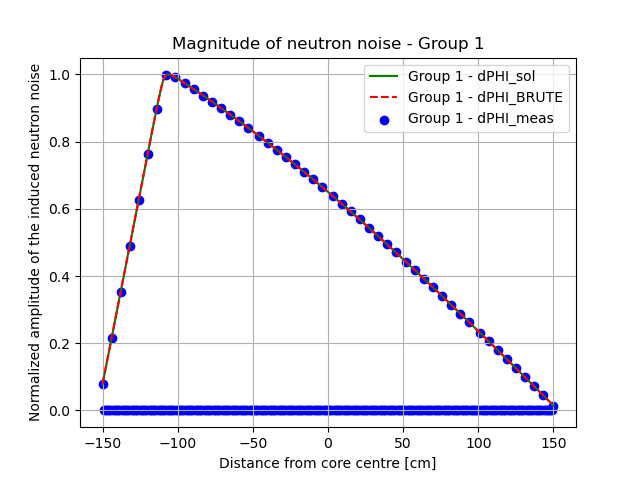 Magnitude of neutron noise - Group 1
Normalized amplitude of the induced neutron noise
1.0
0.8
0.6
0.4
0.2
0.0
Group 1 - dPHI_sol
Group 1 - dPHI_BRUTE
Group 1 - dPHI_meas
−150
−100
−50
0
50
100
150
Distance from core centre [cm]